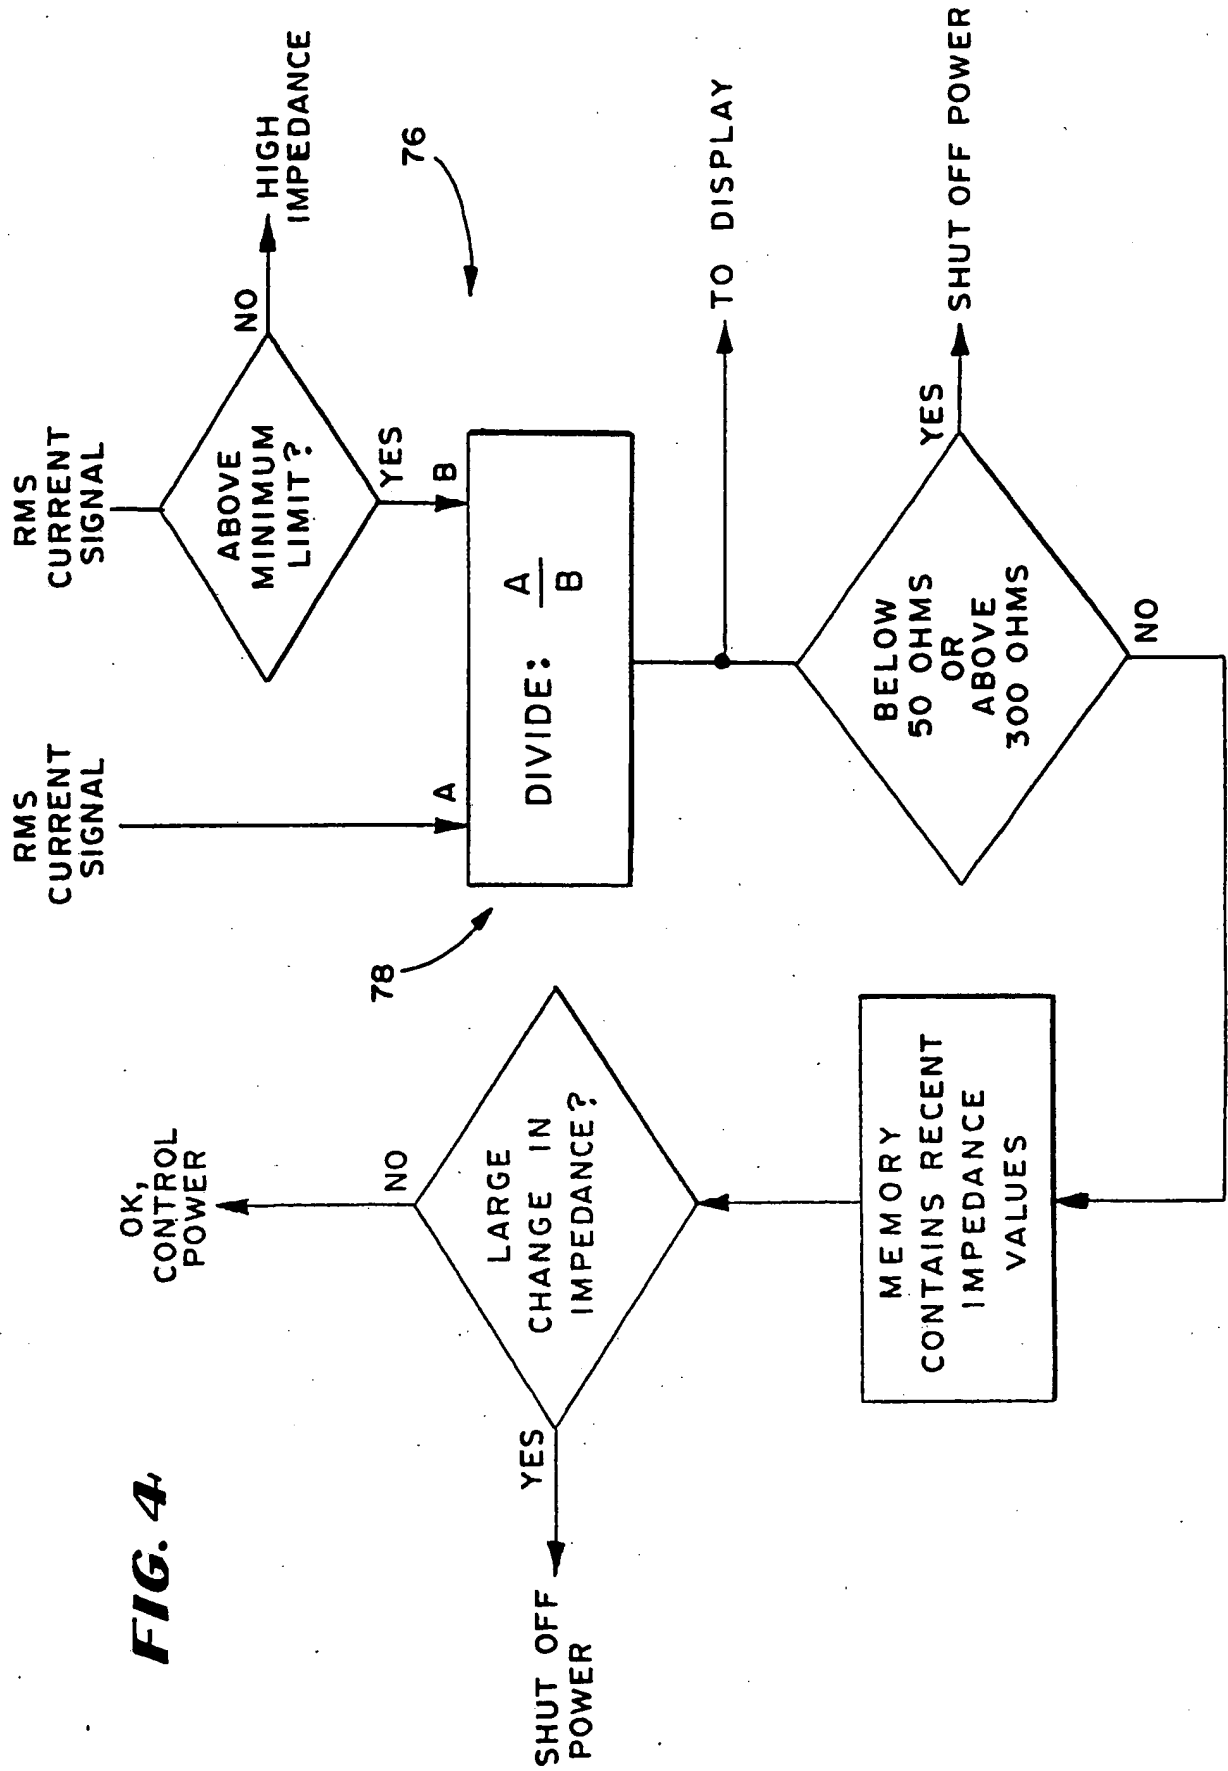 FIG. 4
RMS
CURRENT
SIGNAL
RMS
CURRENT
SIGNAL
ABOVE
MINIMUM
LIMIT?
NO
HIGH
IMPEDANCE
YES
A
B
78
76
DIVIDE:
A
B
TO DISPLAY
BELOW
50 OHMS
OR
ABOVE
300 OHMS
YES
SHUT OFF POWER
NO
MEMORY
CONTAINS RECENT
IMPEDANCE
VALUES
LARGE
CHANGE IN
IMPEDANCE?
NO
OK,
CONTROL
POWER
YES
SHUT OFF
POWER